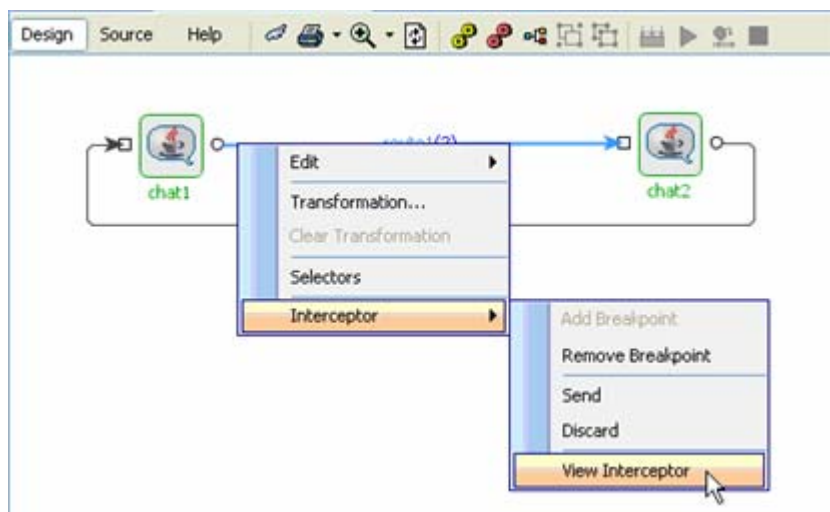 Design Source Help
chat1
chat2
Edit
Transformation...
Clear Transformation
Selectors
Interceptor
Add Breakpoint
Remove Breakpoint
Send
Discard
View Interceptor